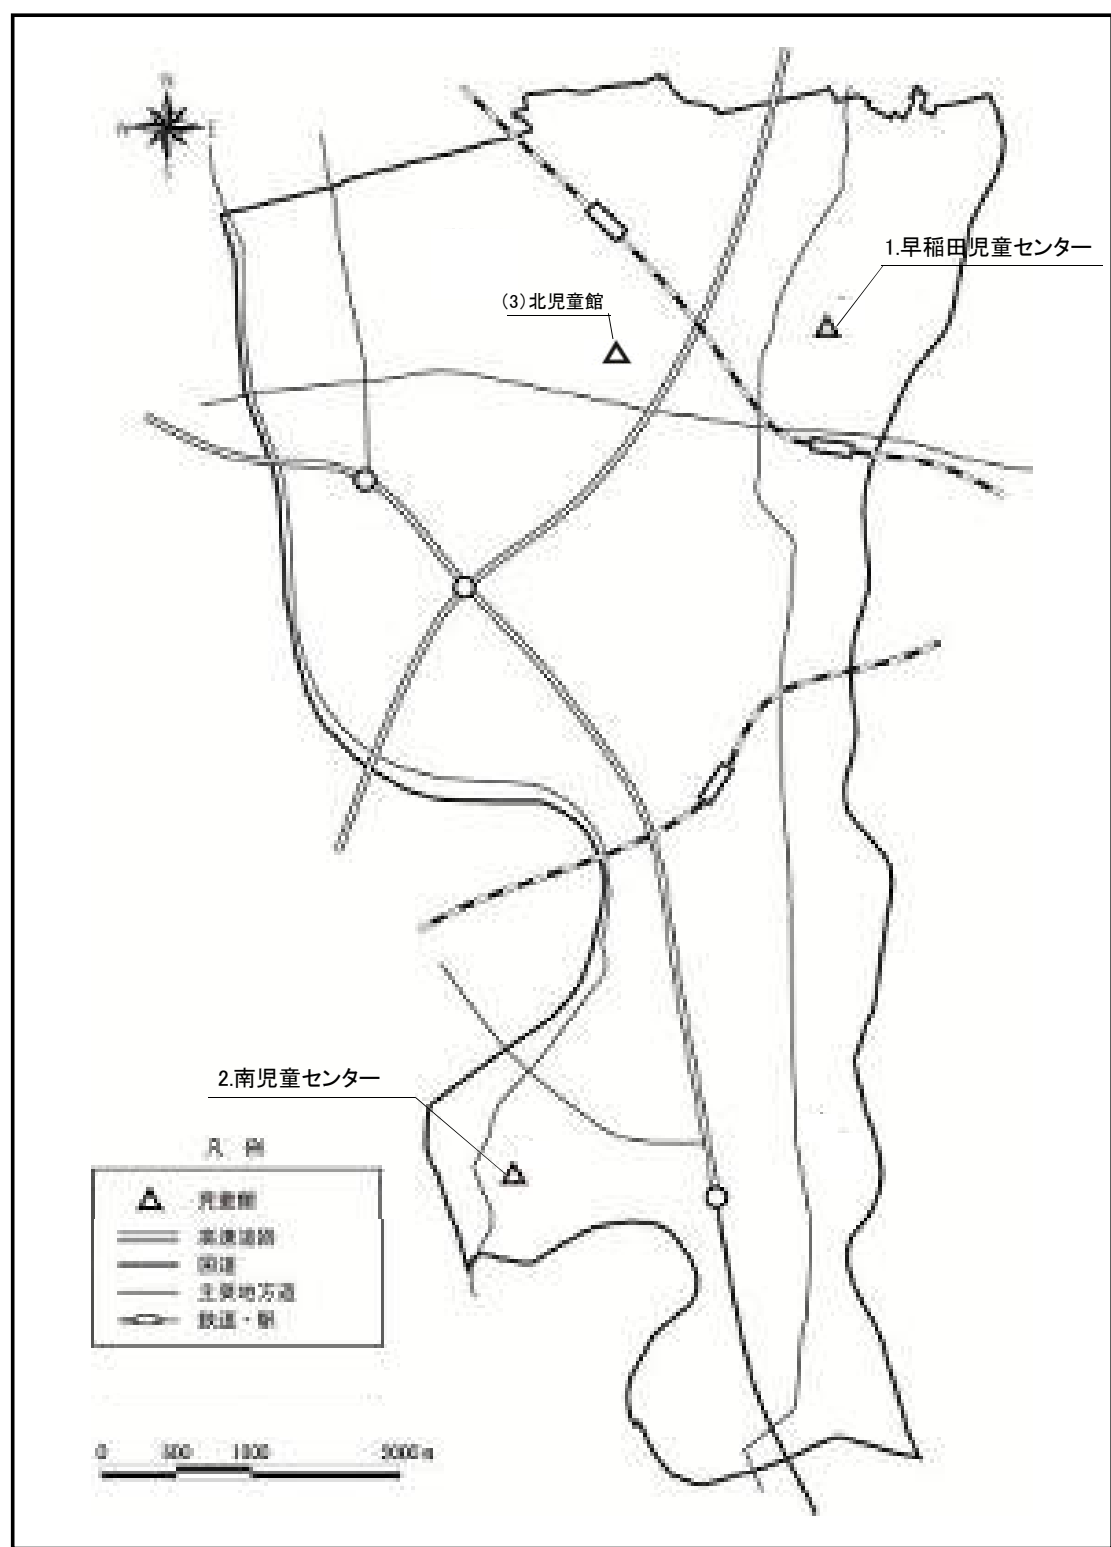 1.早稲田児童センター
(3)北児童館
2.南児童センター
凡 例
児童館
高速道路
国道
主要地方道
鉄道・駅
0 500 1000 2000m